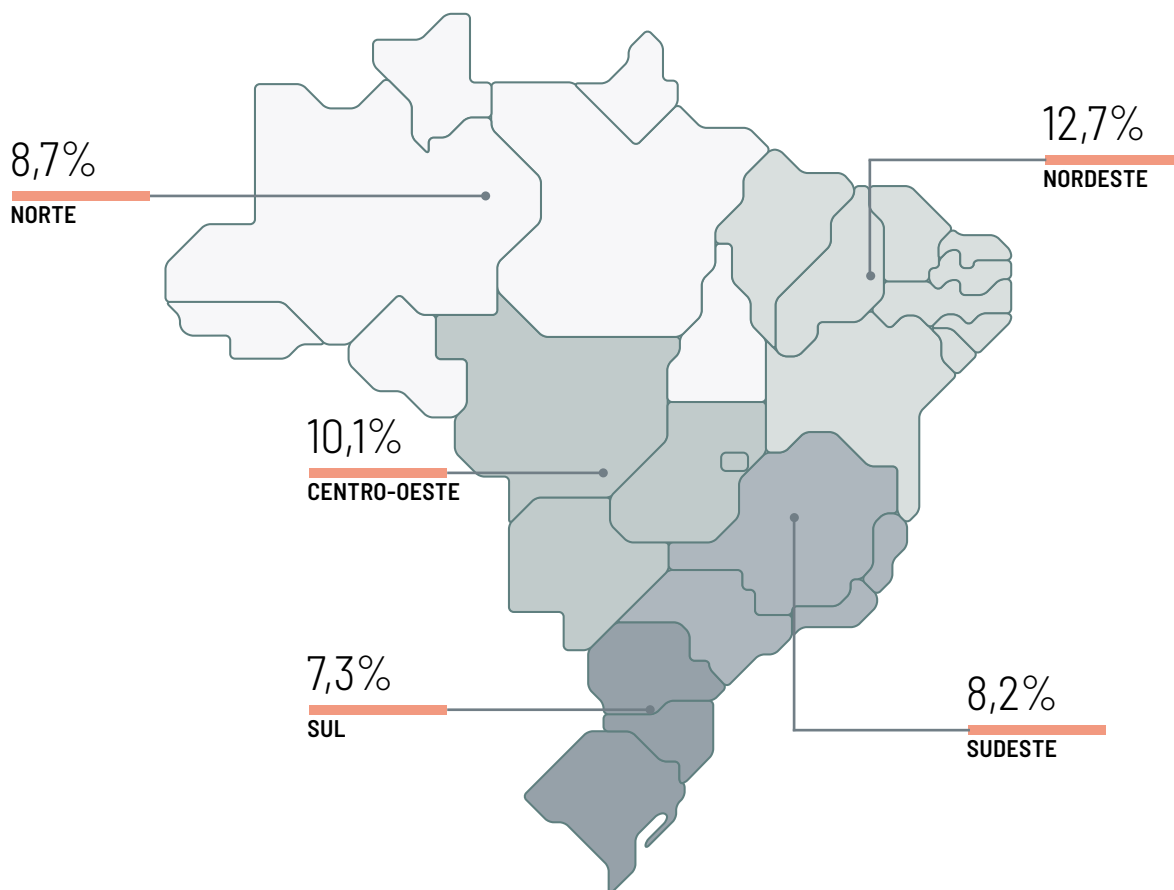 12,7%
NORDESTE
8,7%
NORTE
10,1%
CENTRO-OESTE
7,3%
SUL
8,2%
SUDESTE